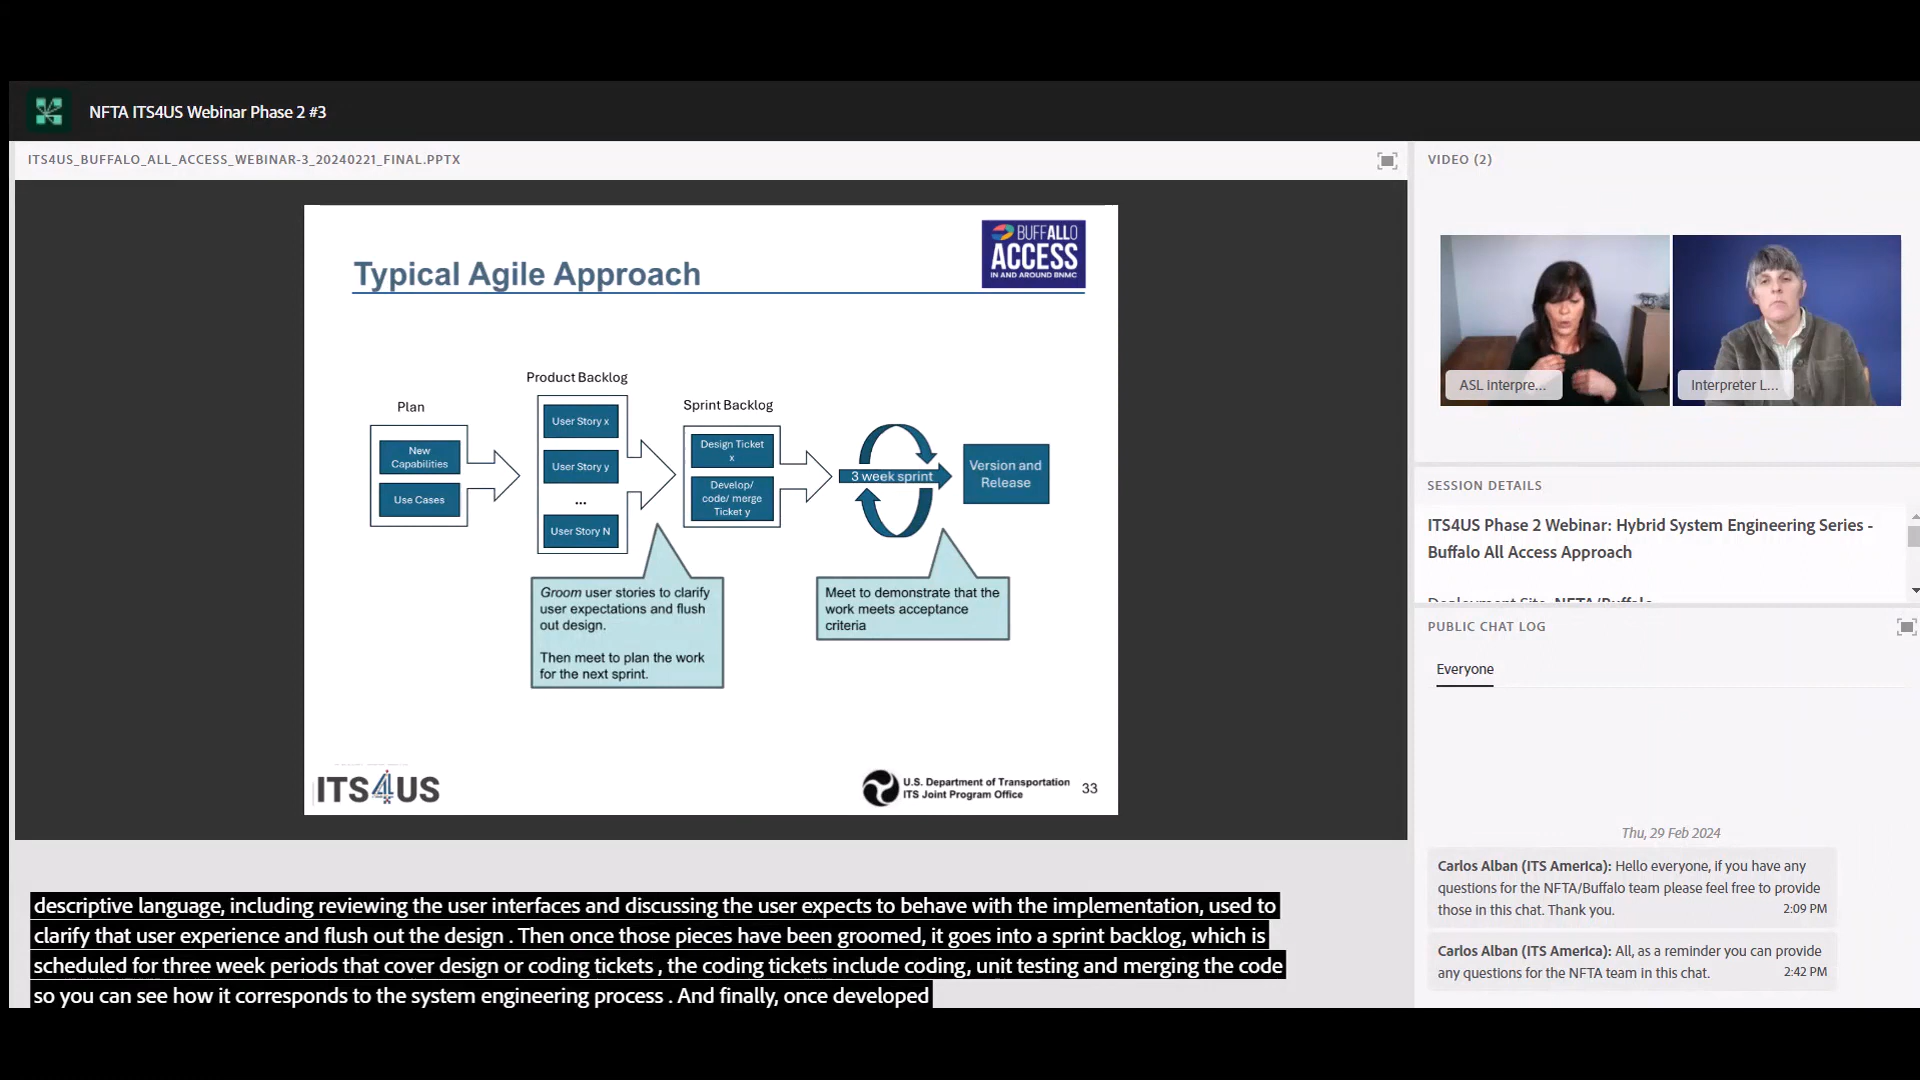 NFTA ITS4US Webinar Phase 2 #3
ITS4US_BUFFALO_ALL_ACCESS_WEBINAR-3_20240221_FINAL.PPTX
BUFFALLO
ACCESS
IN AND AROUND BNMC
Typical Agile Approach
Product Backlog
Plan
Sprint Backlog
New
Capabilities
Use Cases
User Story x
User Story y
...
User Story N
Design Ticket
x
Develop/
code/ merge
Ticket y
3 week sprint
Version and
Release
Groom user stories to clarify
user expectations and flush
out design.
Then meet to plan the work
for the next sprint.
Meet to demonstrate that the
work meets acceptance
criteria
ITS4US
U.S. Department of Transportation
ITS Joint Program Office
33
descriptive language, including reviewing the user interfaces and discussing the user expects to behave with the implementation, used to
clarify that user experience and flush out the design . Then once those pieces have been groomed, it goes into a sprint backlog, which is
scheduled for three week periods that cover design or coding tickets , the coding tickets include coding, unit testing and merging the code
so you can see how it corresponds to the system engineering process . And finally, once developed
VIDEO (2)
ASL interpre...
Interpreter L...
SESSION DETAILS
ITS4US Phase 2 Webinar: Hybrid System Engineering Series -
Buffalo All Access Approach
Deployment Site: NFTA/Buffalo
PUBLIC CHAT LOG
Everyone
Thu, 29 Feb 2024
Carlos Alban (ITS America): Hello everyone, if you have any
questions for the NFTA/Buffalo team please feel free to provide
those in this chat. Thank you.
2:09 PM
Carlos Alban (ITS America): All, as a reminder you can provide
any questions for the NFTA team in this chat.
2:42 PM